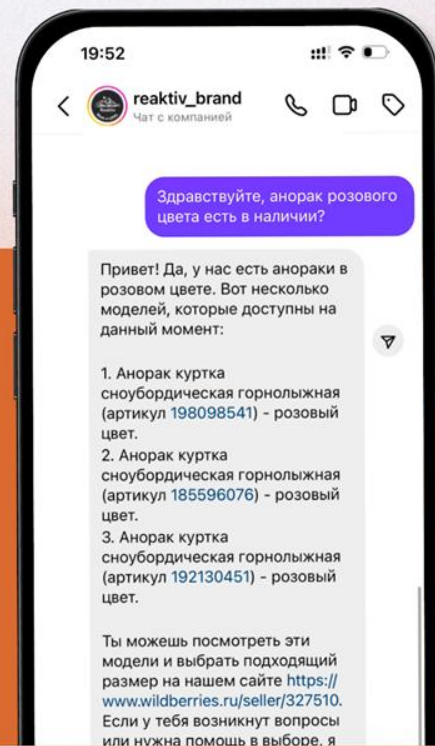 19:52
reaktiv_brand
Чат с компанией
Здравствуйте, анорак розового
цвета есть в наличии?
Привет! Да, у нас есть анораки в
розовом цвете. Вот несколько
моделей, которые доступны на
данный момент:
1. Анорак куртка
сноубордическая горнолыжная
(артикул 198098541) - розовый
цвет.
2. Анорак куртка
сноубордическая горнолыжная
(артикул 185596076) - розовый
цвет.
3. Анорак куртка
сноубордическая горнолыжная
(артикул 192130451) - розовый
цвет.
Ты можешь посмотреть эти
модели и выбрать подходящий
размер на нашем сайте https://
www.wildberries.ru/seller/327510.
Если у тебя возникнут вопросы
или нужна помощь в выборе, я